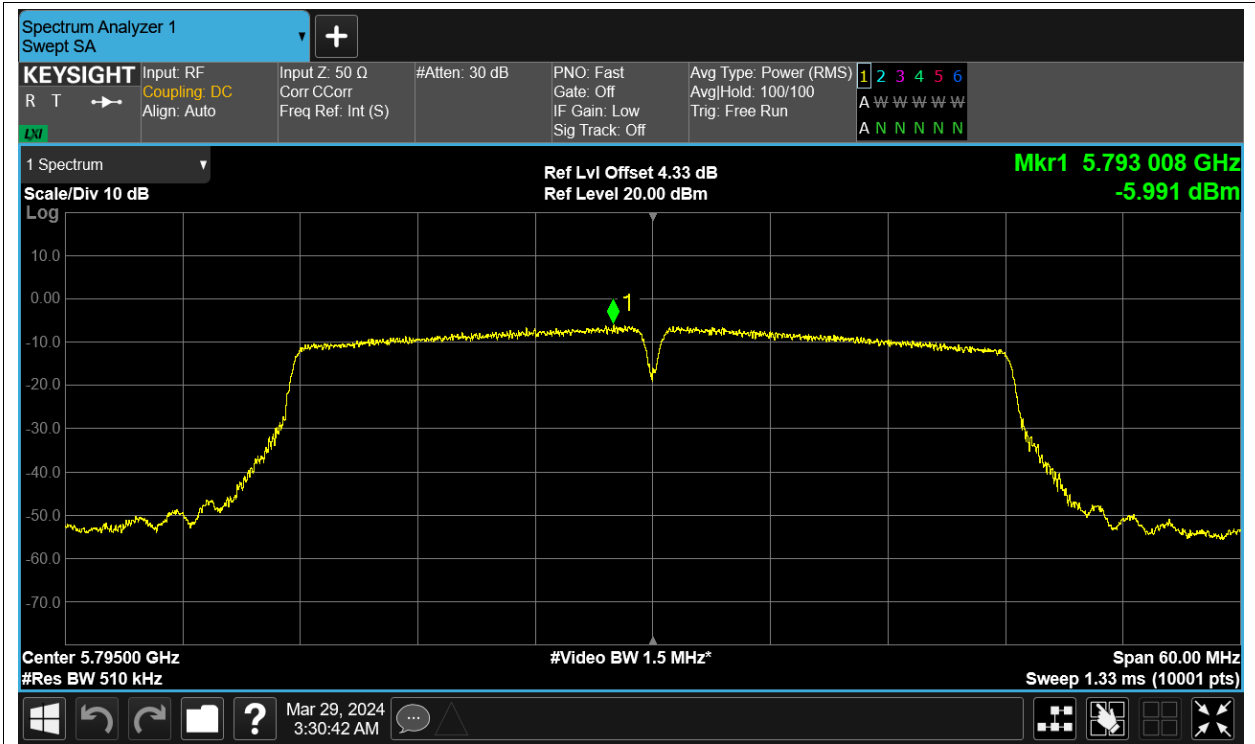 Spectrum Analyzer 1
Swept SA
KEYSIGHT
R T
LXI
Input: RF
Coupling: DC
Align: Auto
Input Z: 50 Ω
Corr CCorr
Freq Ref: Int (S)
#Atten: 30 dB
PNO: Fast
Gate: Off
IF Gain: Low
Sig Track: Off
Avg Type: Power (RMS)
Avg|Hold: 100/100
Trig: Free Run
1 2 3 4 5 6
A W W W W W
A N N N N N
1 Spectrum
Scale/Div 10 dB
Log
Ref Lvl Offset 4.33 dB
Ref Level 20.00 dBm
Mkr1 5.793 008 GHz
-5.991 dBm
10.0
0.00
1
-10.0
-20.0
-30.0
-40.0
-50.0
-60.0
-70.0
Center 5.79500 GHz
#Res BW 510 kHz
#Video BW 1.5 MHz*
Span 60.00 MHz
Sweep 1.33 ms (10001 pts)
?
Mar 29, 2024
3:30:42 AM